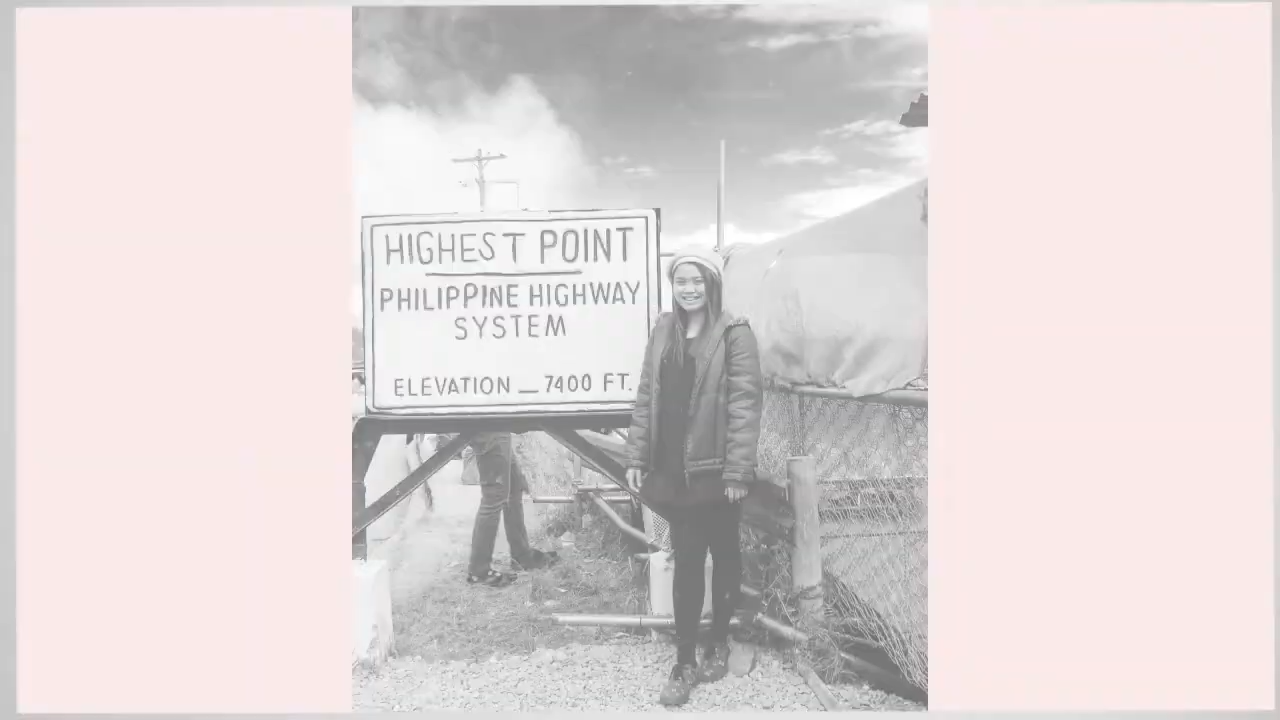 HIGHEST POINT
PHILIPPINE HIGHWAY
SYSTEM
ELEVATION — 7400 FT.